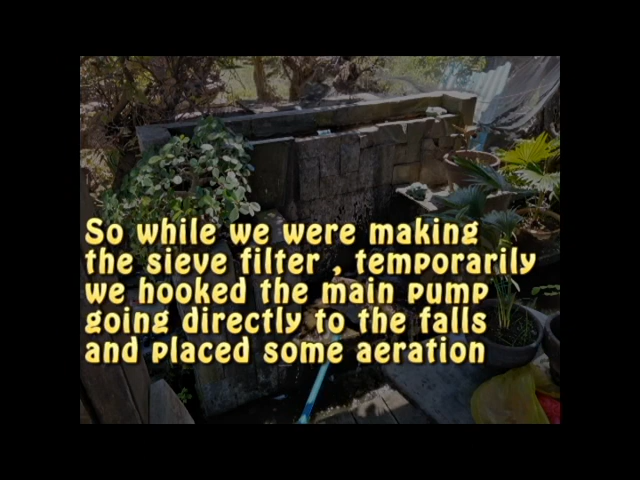 So while we were making
the sieve filter , temporarily
we hooked the main pump
going directly to the falls
and placed some aeration